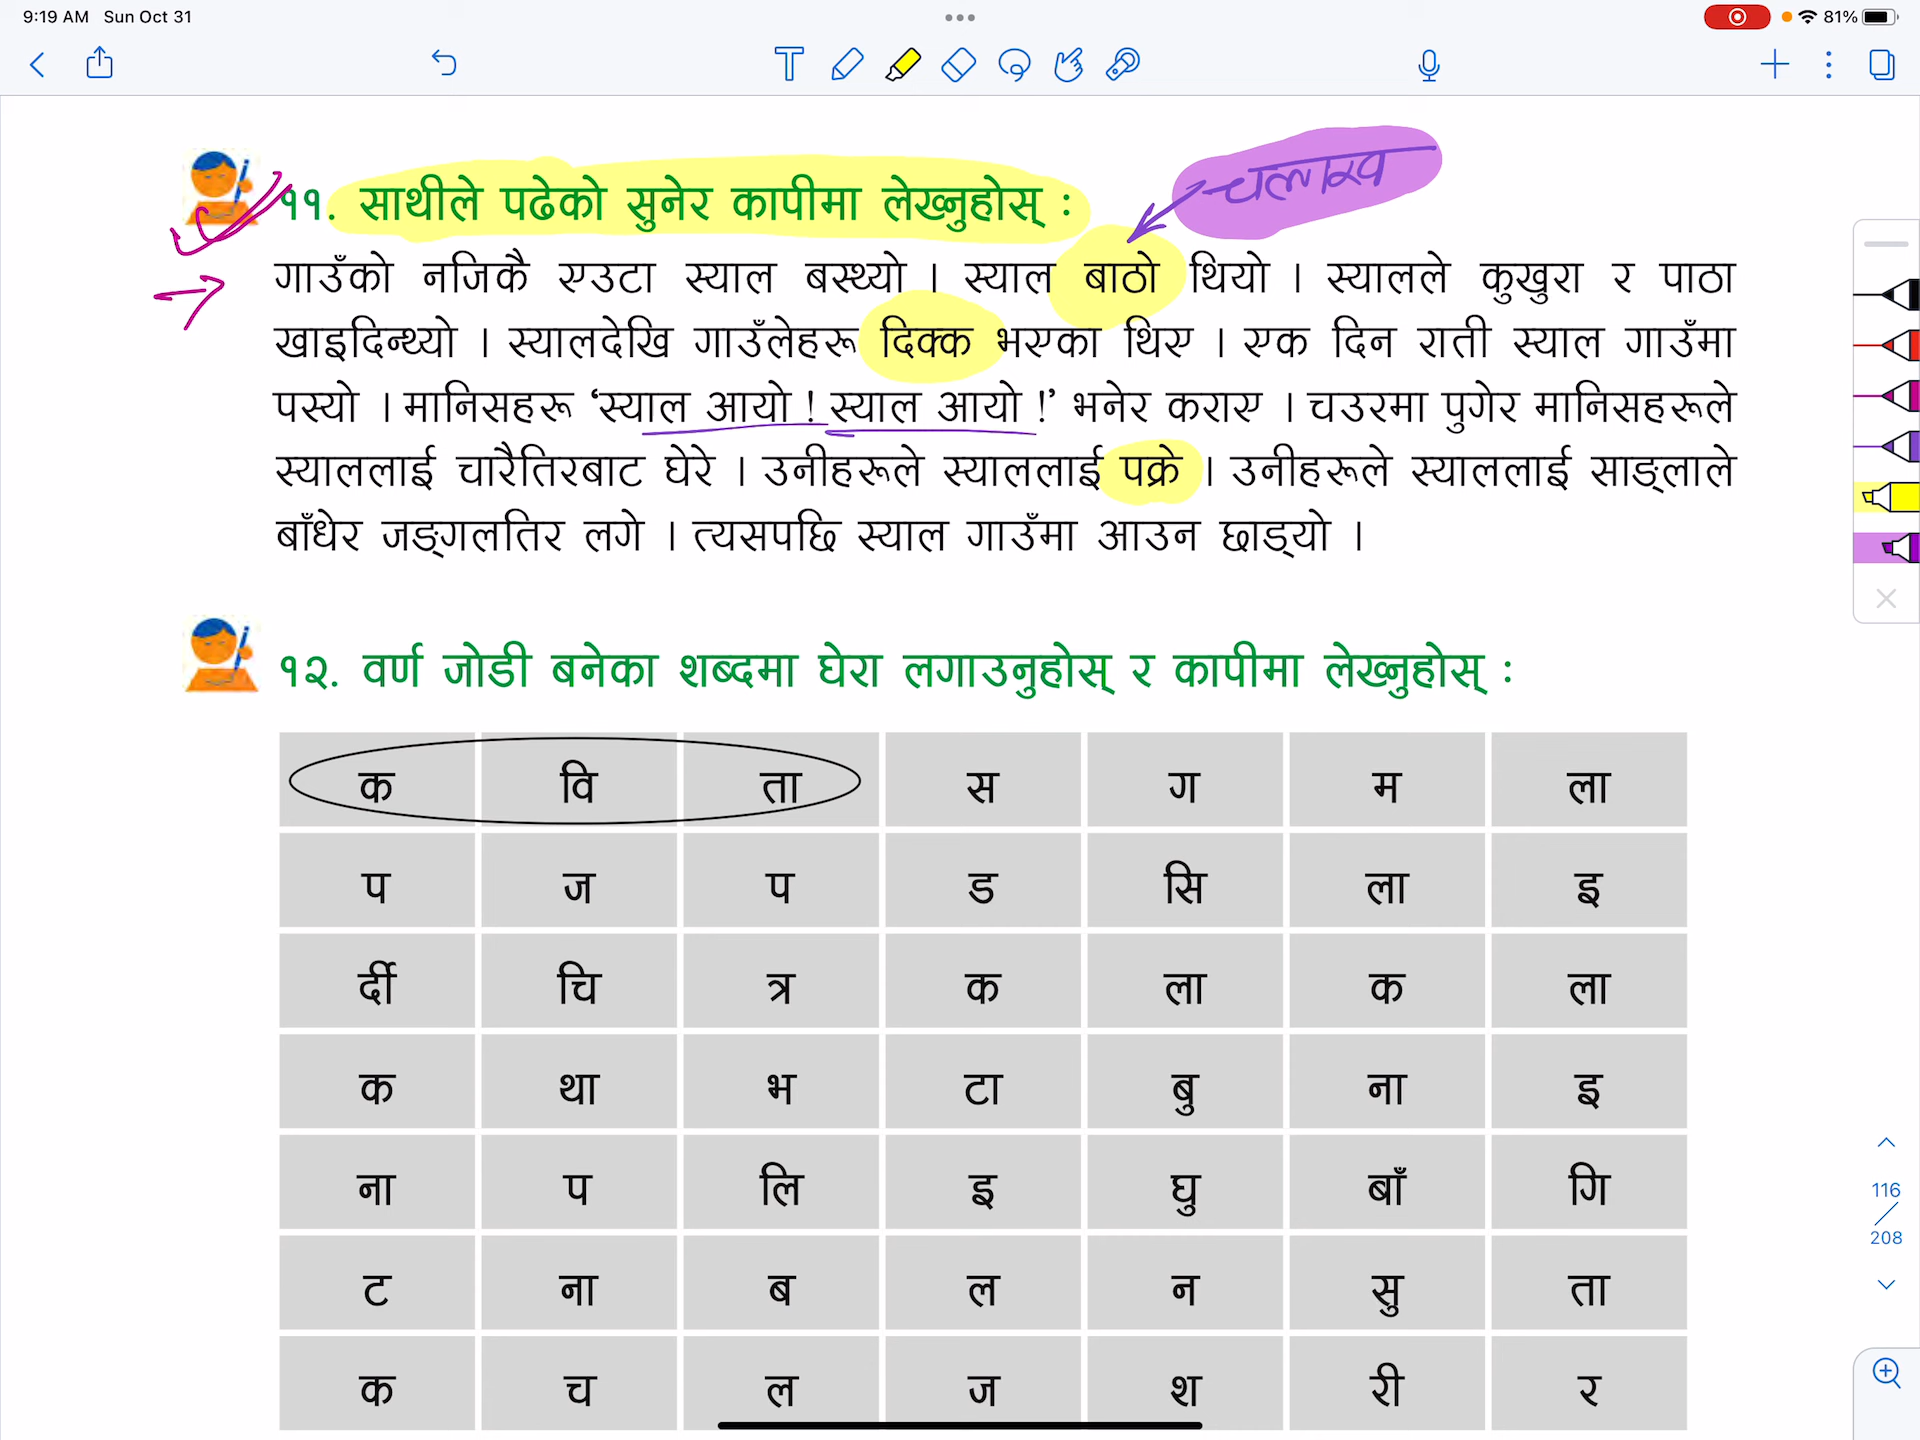 9:19 AM Sun Oct 31
81%
चलाख
११. साथीले पढेको सुनेर कापीमा लेख्नुहोस् :
गाउँको नजिकै एउटा स्याल बस्थ्यो । स्याल बाठो थियो । स्यालले कुखुरा र पाठा
खाइदिन्थ्यो । स्यालदेखि गाउँलेहरू दिक्क भएका थिए । एक दिन राती स्याल गाउँमा
पस्यो । मानिसहरू ‘स्याल आयो ! स्याल आयो !’ भनेर कराए । चउरमा पुगेर मानिसहरूले
स्याललाई चारैतिरबाट घेरे । उनीहरूले स्याललाई पक्रे । उनीहरूले स्याललाई साङ्लाले
बाँधेर जङ्गलतिर लगे । त्यसपछि स्याल गाउँमा आउन छाड्यो ।
१२. वर्ण जोडी बनेका शब्दमा घेरा लगाउनुहोस् र कापीमा लेख्नुहोस् :
क वि ता स ग म ला
प ज प ड सि ला इ
र्दी चि त्र क ला क ला
क था भ टा बु ना इ
ना प लि इ घु बाँ गि
ट ना ब ल न सु ता
क च ल ज श री र
116
208